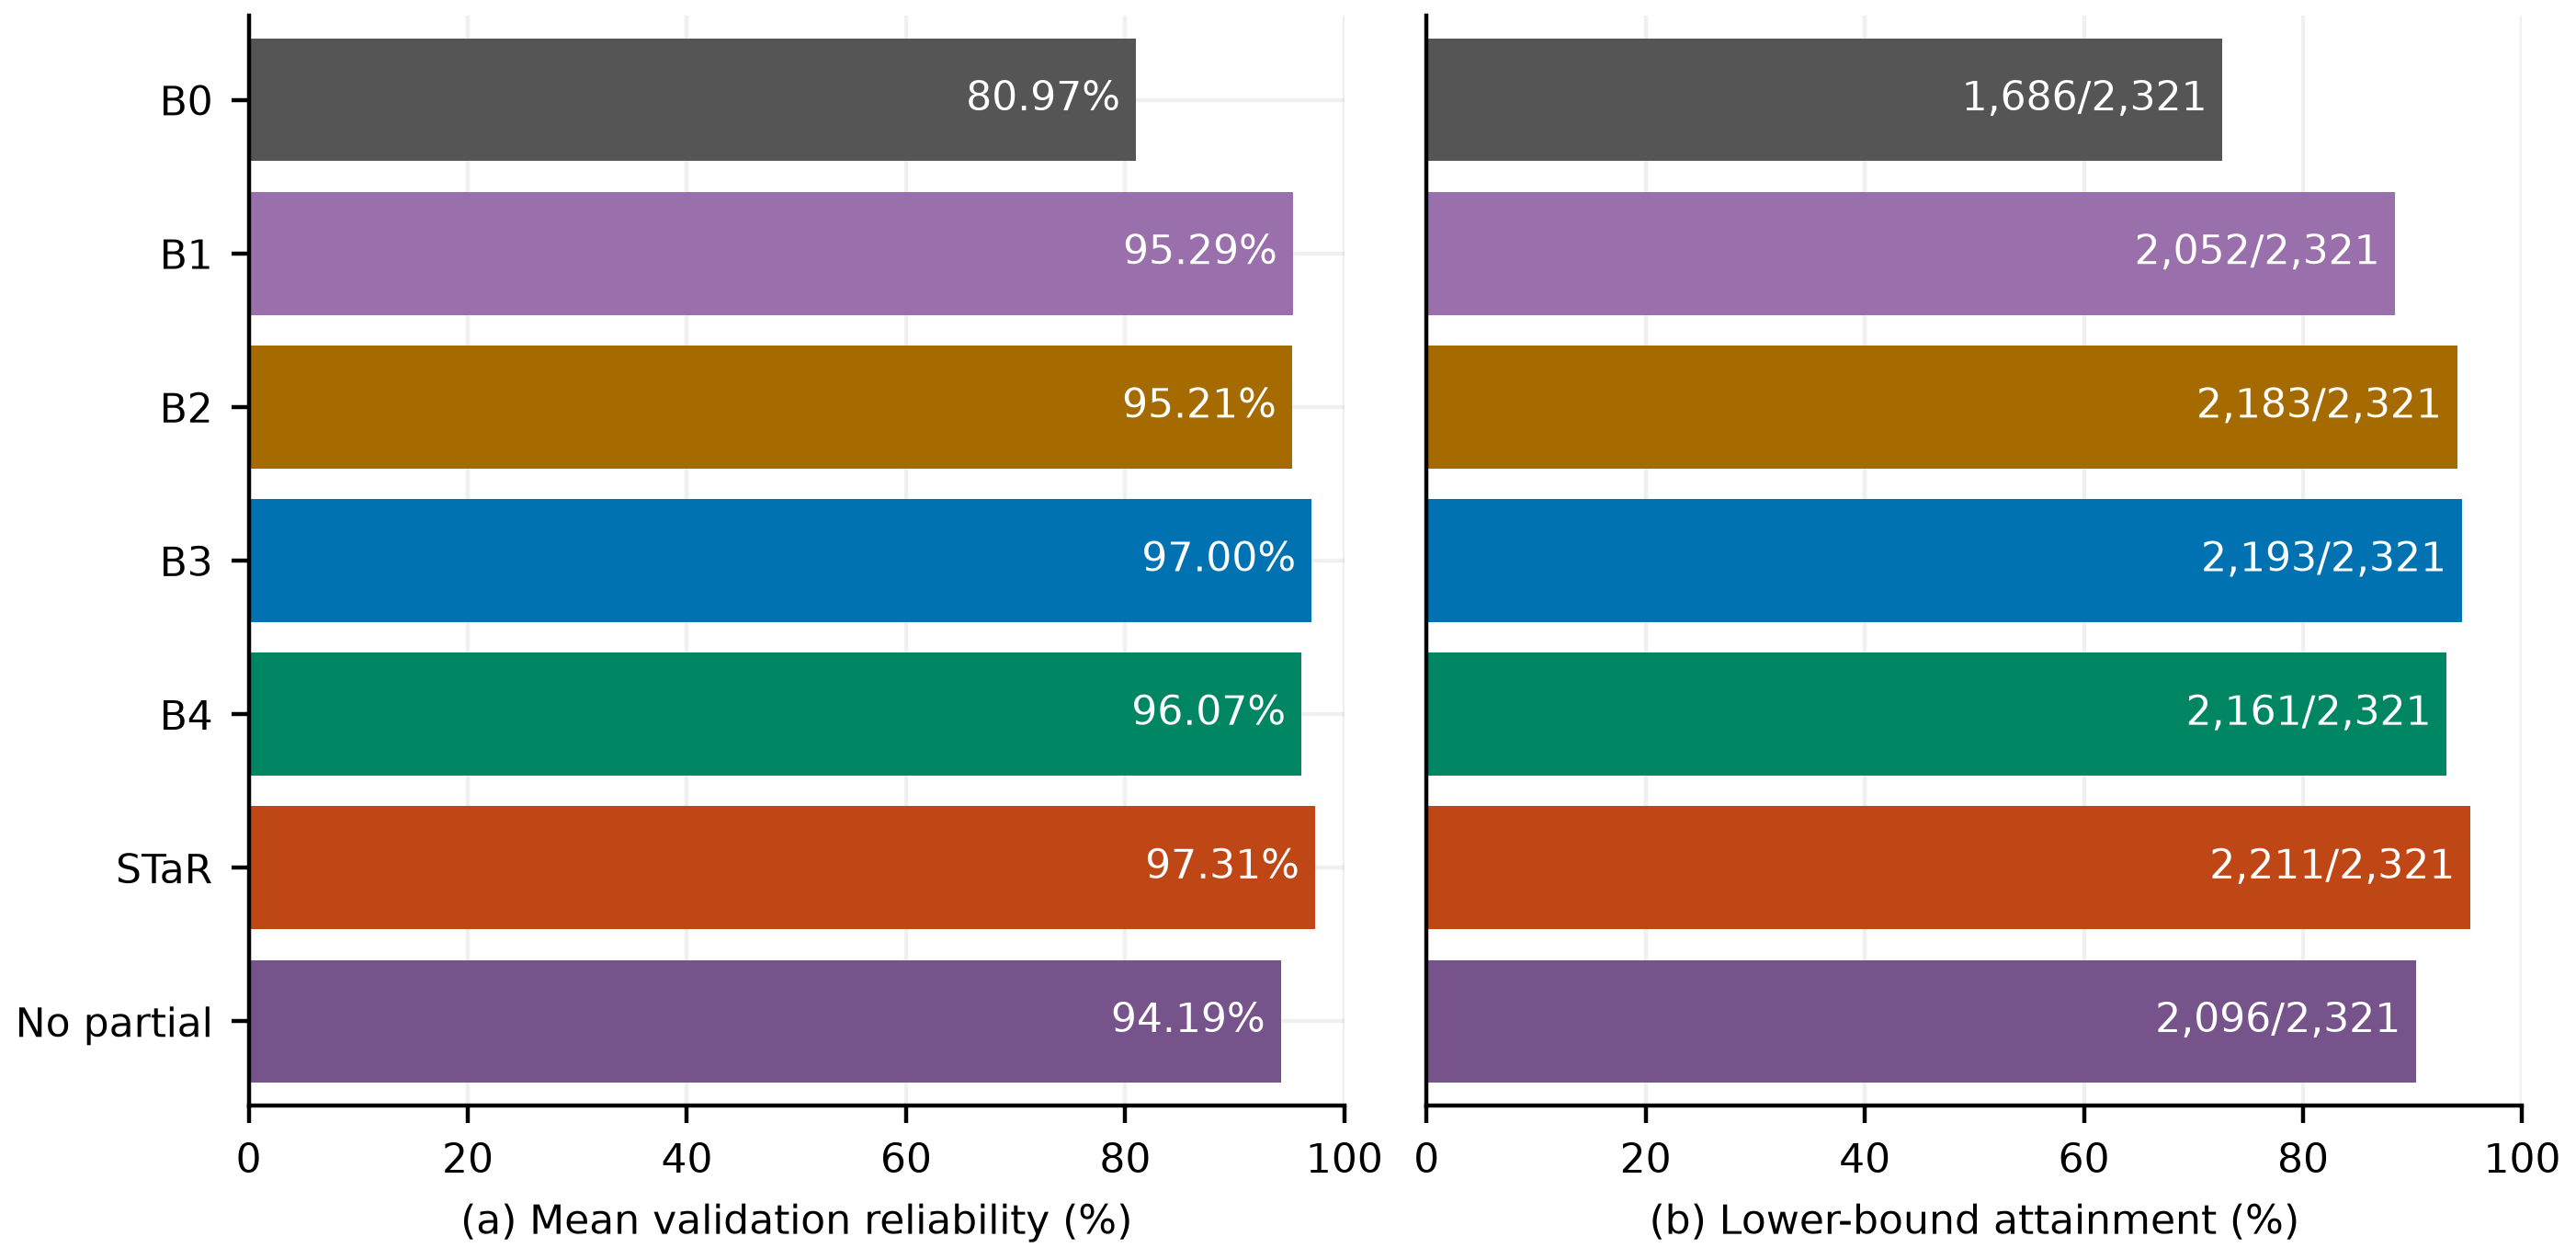 B0
80.97%
1,686/2,321
B1
95.29%
2,052/2,321
B2
95.21%
2,183/2,321
B3
97.00%
2,193/2,321
B4
96.07%
2,161/2,321
STaR
97.31%
2,211/2,321
No partial
94.19%
2,096/2,321
0 20 40 60 80 100
0 20 40 60 80 100
(a) Mean validation reliability (%)
(b) Lower-bound attainment (%)